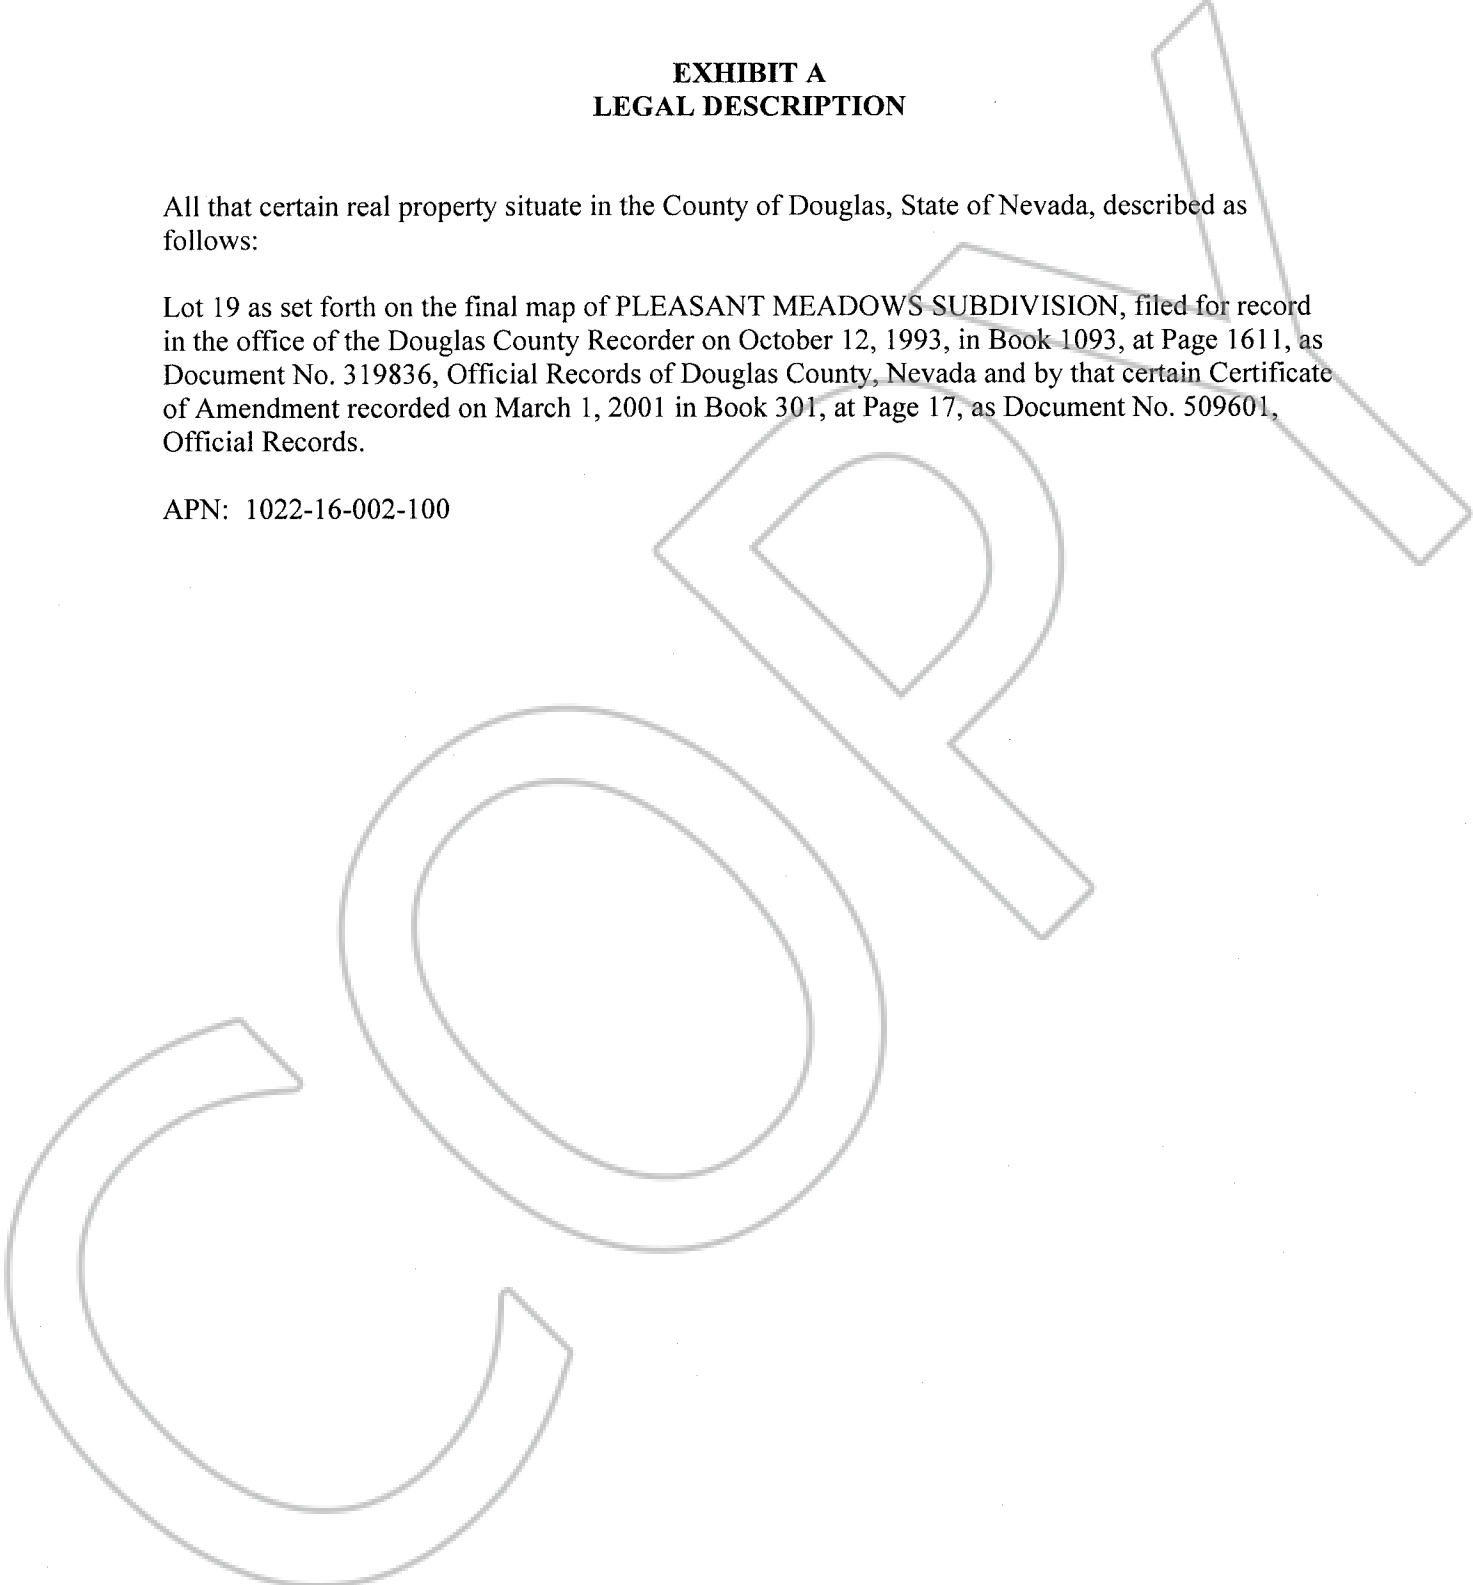 EXHIBIT A
LEGAL DESCRIPTION
All that certain real property situate in the County of Douglas, State of Nevada, described as
follows:
Lot 19 as set forth on the final map of PLEASANT MEADOWS SUBDIVISION, filed for record
in the office of the Douglas County Recorder on October 12, 1993, in Book 1093, at Page 1611, as
Document No. 319836, Official Records of Douglas County, Nevada and by that certain Certificate
of Amendment recorded on March 1, 2001 in Book 301, at Page 17, as Document No. 509601,
Official Records.
APN:  1022-16-002-100
COPY